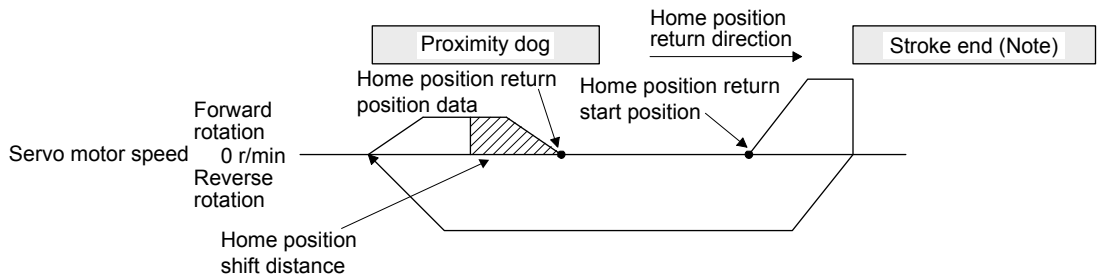 Proximity dog
Home position
return direction
Stroke end (Note)
Home position return
position data
Home position return
start position
Forward
rotation
Servo motor speed 0 r/min
Reverse
rotation
Home position
shift distance